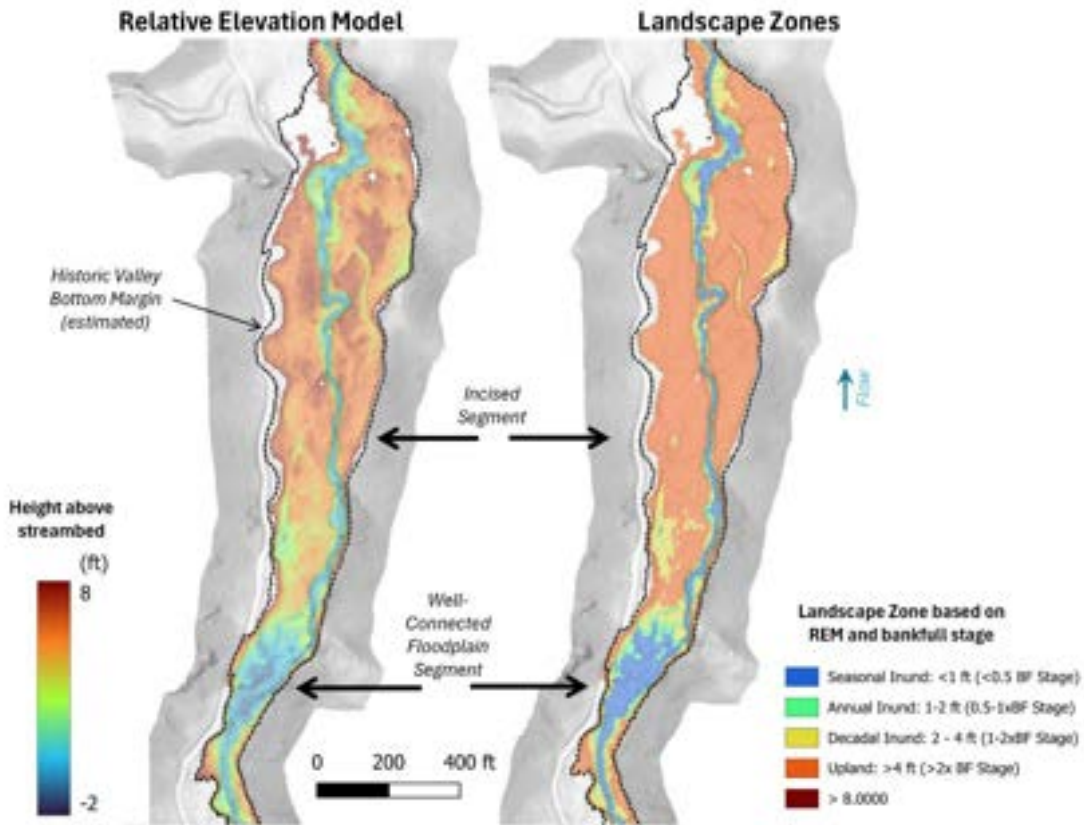 Relative Elevation Model
Landscape Zones
Historic Valley
Bottom Margin
(estimated)
Flow
Incised
Segment
Height above
streambed
(ft)
8
-2
Well-
Connected
Floodplain
Segment
0 200 400 ft
Landscape Zone based on
REM and bankfull stage
Seasonal Inund: <1 ft (<0.5 BF Stage)
Annual Inund: 1-2 ft (0.5-1xBF Stage)
Decadal Inund: 2 - 4 ft (1-2xBF Stage)
Upland: >4 ft (>2x BF Stage)
> 8.0000